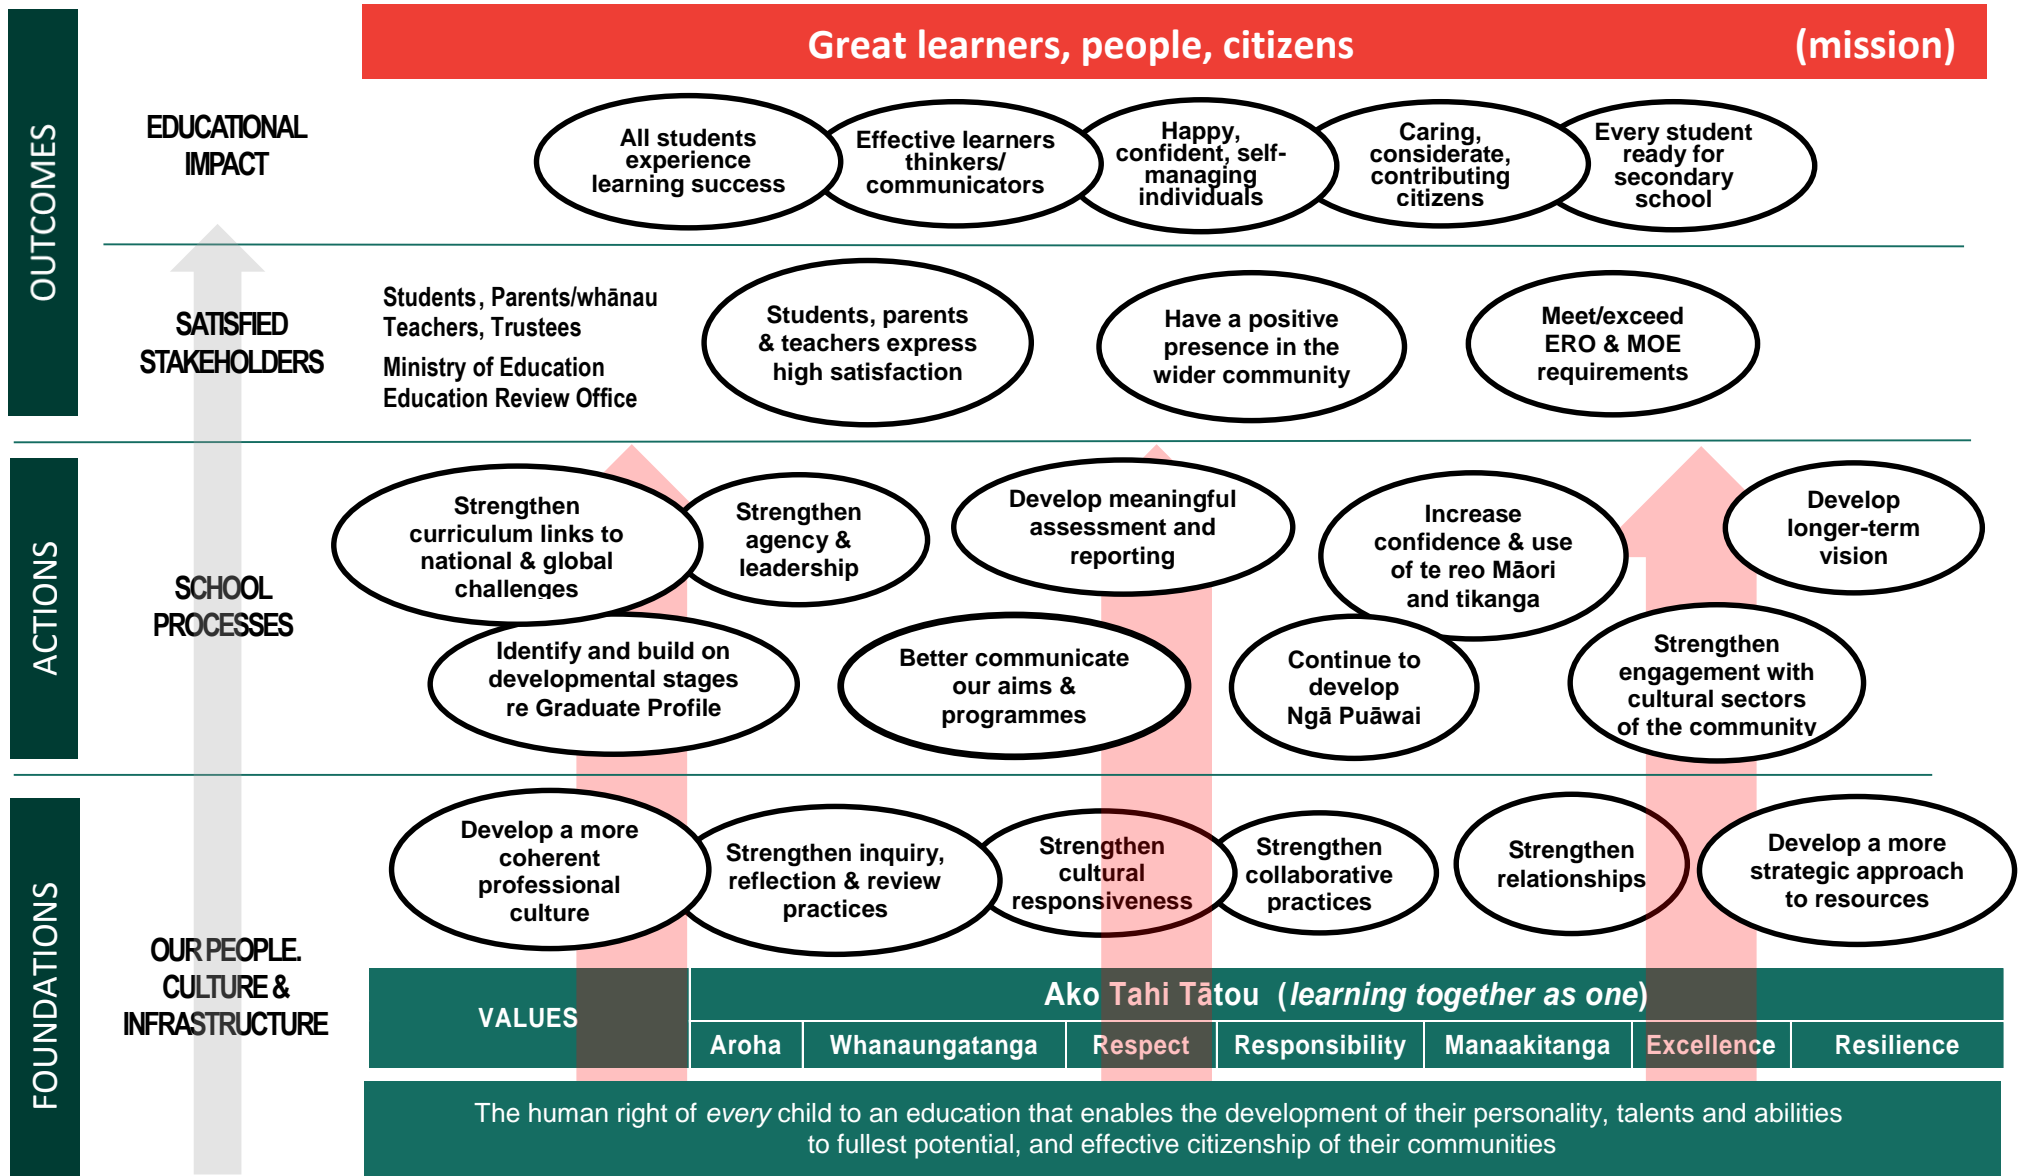 Great learners, people, citizens (mission)
OUTCOMES
EDUCATIONAL
IMPACT
All students
experience
learning success
Effective learners
thinkers/
communicators
Happy,
confident, self-
managing
individuals
Caring,
considerate,
contributing
citizens
Every student
ready for
secondary
school
SATISFIED
STAKEHOLDERS
Students, Parents/whānau
Teachers, Trustees
Ministry of Education
Education Review Office
Students, parents
& teachers express
high satisfaction
Have a positive
presence in the
wider community
Meet/exceed
ERO & MOE
requirements
ACTIONS
SCHOOL
PROCESSES
Strengthen
curriculum links to
national & global
challenges
Strengthen
agency &
leadership
Develop meaningful
assessment and
reporting
Increase
confidence & use
of te reo Māori
and tikanga
Develop
longer-term
vision
Identify and build on
developmental stages
re Graduate Profile
Better communicate
our aims &
programmes
Continue to
develop
Ngā Puāwai
Strengthen
engagement with
cultural sectors
of the community
FOUNDATIONS
OUR PEOPLE.
CULTURE &
INFRASTRUCTURE
Develop a more
coherent
professional
culture
Strengthen inquiry,
reflection & review
practices
Strengthen
cultural
responsiveness
Strengthen
collaborative
practices
Strengthen
relationships
Develop a more
strategic approach
to resources
VALUES
Ako Tahi Tātou (learning together as one)
Aroha Whanaungatanga Respect Responsibility Manaakitanga Excellence Resilience
The human right of every child to an education that enables the development of their personality, talents and abilities
to fullest potential, and effective citizenship of their communities